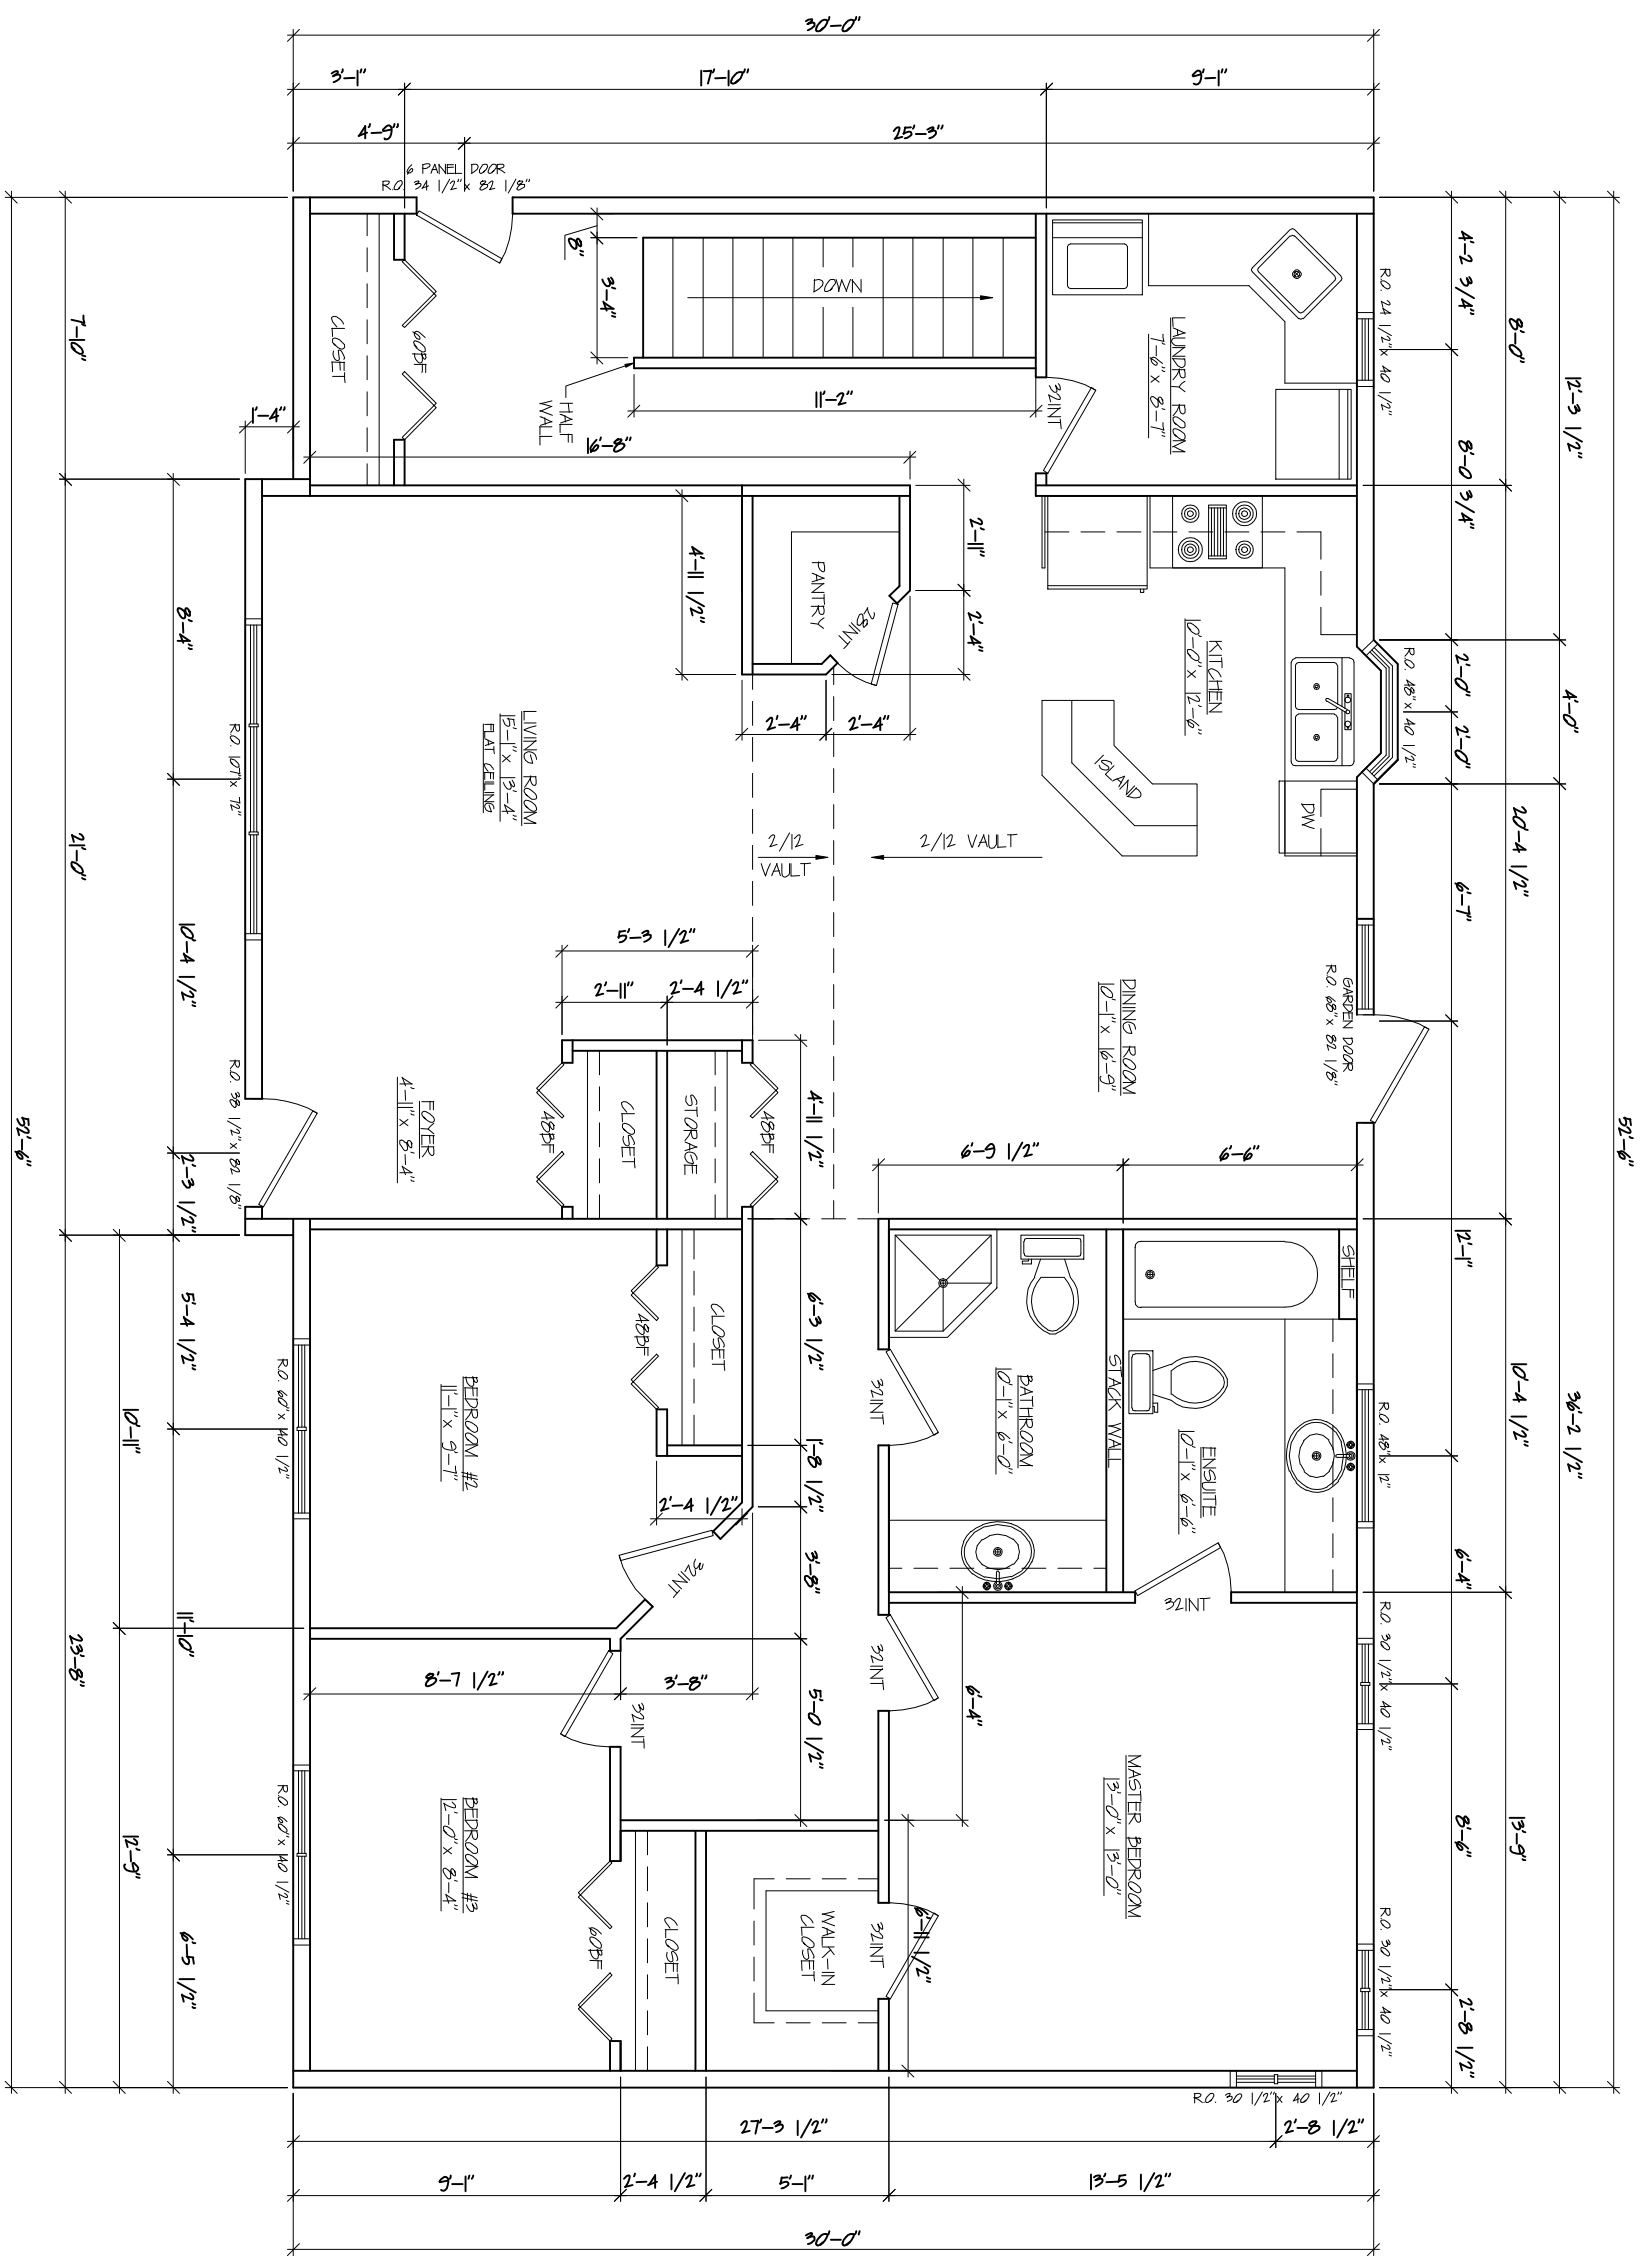 30'-0"
3'-1"
17'-10"
9'-1"
4'-9"
25'-3"
6 PANEL DOOR
R.O. 34 1/2" x 82 1/8"
8"
3'-4"
DOWN
CLOSET
60BF
HALF
WALL
11'-2"
16'-8"
32INT
LAUNDRY ROOM
7'-6" x 8'-7"
R.O. 24 1/2" x 40 1/2"
4'-2 3/4"
8'-0"
12'-3 1/2"
8'-0 3/4"
7'-10"
1'-4"
8'-4"
4'-11 1/2"
PANTRY
28INT
2'-11"
2'-4"
2'-4"
2'-4"
KITCHEN
10'-0" x 12'-6"
R.O. 48" x 40 1/2"
2'-0"
2'-0"
4'-0"
LIVING ROOM
15'-1" x 13'-4"
FLAT CEILING
R.O. 107" x 72"
ISLAND
DW
2/12
VAULT
2/12 VAULT
21'-0"
20'-4 1/2"
6'-7"
10'-4 1/2"
5'-3 1/2"
2'-11"
2'-4 1/2"
DINING ROOM
10'-1" x 16'-9"
GARDEN DOOR
R.O. 68" x 82 1/8"
FOYER
4'-11" x 8'-4"
48BF
CLOSET
STORAGE
48BF
4'-11 1/2"
6'-9 1/2"
6'-6"
R.O. 38 1/2" x 82 1/8"
2'-3 1/2"
52'-6"
52'-6"
12'-1"
SHELF
5'-4 1/2"
CLOSET
48BF
6'-3 1/2"
R.O. 60" x 40 1/2"
BEDROOM #2
11'-1" x 9'-7"
10'-11"
1'-8 1/2"
2'-4 1/2"
32INT
BATHROOM
10'-1" x 6'-0"
STACK WALL
ENSUITE
10'-1" x 6'-6"
R.O. 48" x 12"
10'-4 1/2"
36'-2 1/2"
32INT
3'-8"
6'-4"
32INT
R.O. 30 1/2" x 40 1/2"
11'-10"
23'-8"
8'-7 1/2"
3'-8"
32INT
5'-0 1/2"
32INT
6'-4"
MASTER BEDROOM
13'-0" x 13'-0"
8'-6"
13'-9"
BEDROOM #3
12'-0" x 8'-4"
R.O. 60" x 40 1/2"
12'-9"
6'-5 1/2"
60BF
CLOSET
WALK-IN
CLOSET
32INT
6'-11 1/2"
R.O. 30 1/2" x 40 1/2"
2'-8 1/2"
R.O. 30 1/2" x 40 1/2"
27'-3 1/2"
2'-8 1/2"
9'-1"
2'-4 1/2"
5'-1"
13'-5 1/2"
30'-0"